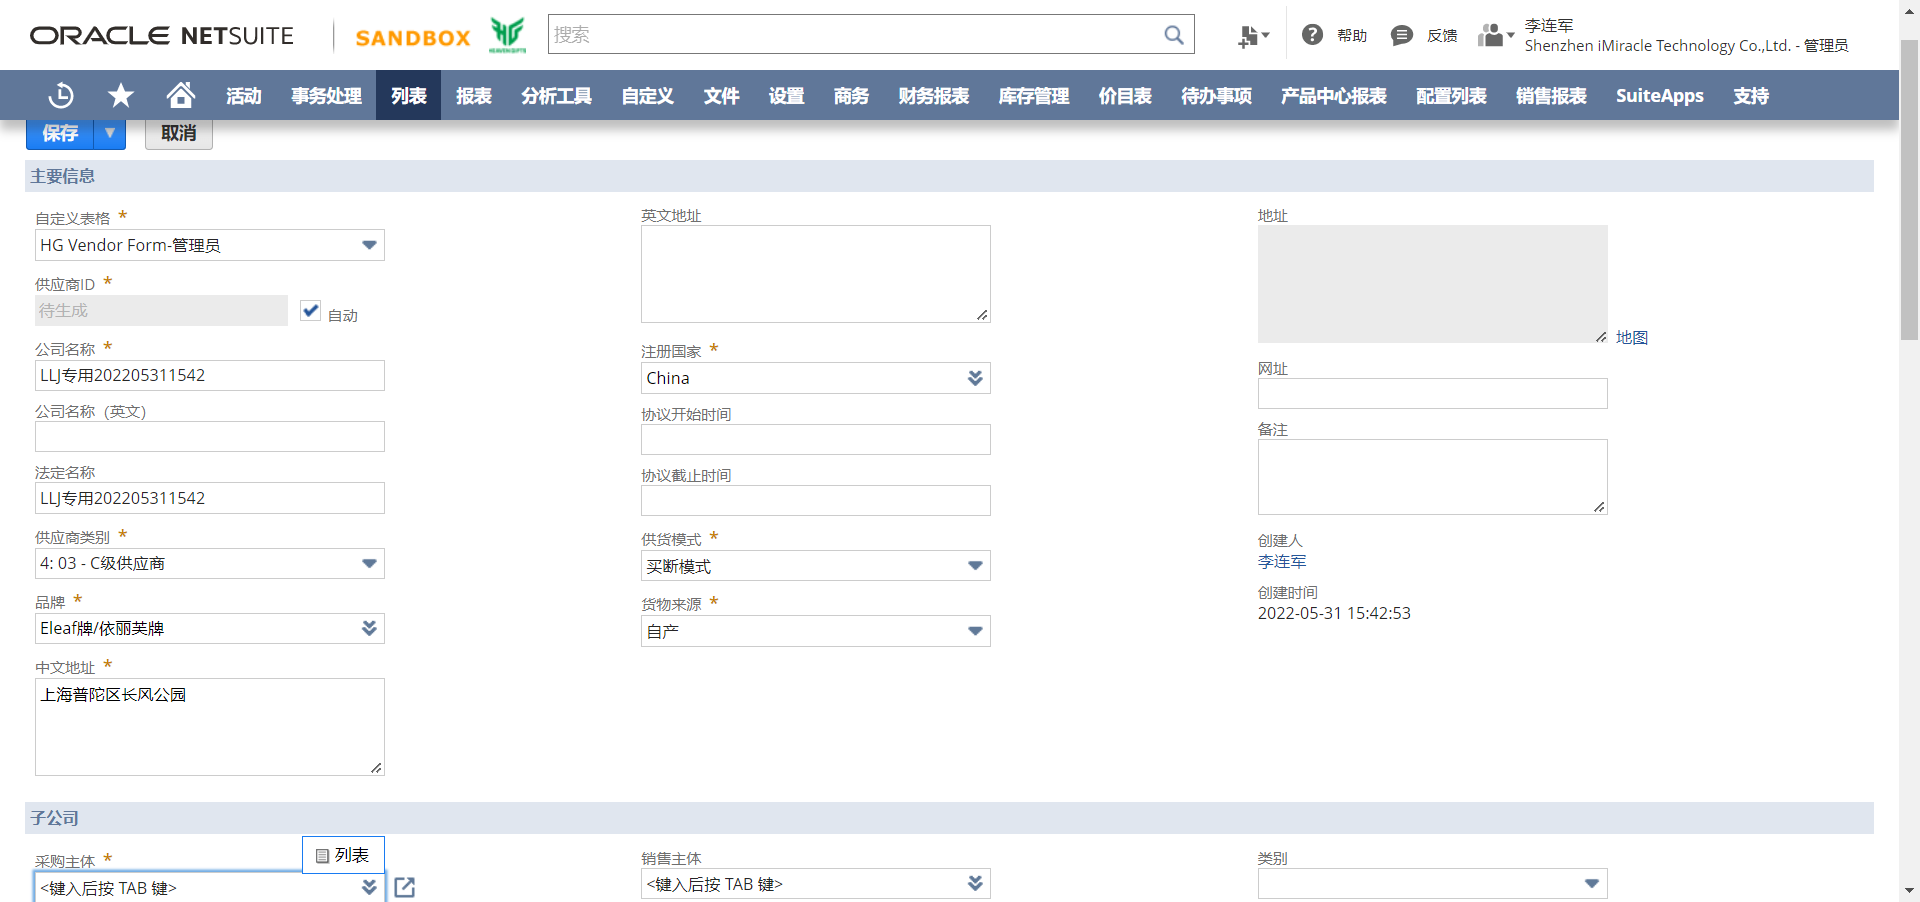 ORACLE NETSUITE
SANDBOX
HEAVEN GIFTS
搜索
帮助
反馈
李连军
Shenzhen iMiracle Technology Co.,Ltd. - 管理员
活动
事务处理
列表
报表
分析工具
自定义
文件
设置
商务
财务报表
库存管理
价目表
待办事项
产品中心报表
配置列表
销售报表
SuiteApps
支持
保存
取消
主要信息
自定义表格 *
HG Vendor Form-管理员
供应商ID *
待生成
自动
公司名称 *
LLJ专用202205311542
公司名称（英文)
法定名称
LLJ专用202205311542
供应商类别 *
4: 03 - C级供应商
品牌 *
Eleaf牌/依丽芙牌
中文地址 *
上海普陀区长风公园
英文地址
注册国家 *
China
协议开始时间
协议截止时间
供货模式 *
买断模式
货物来源 *
自产
地址
地图
网址
备注
创建人
李连军
创建时间
2022-05-31 15:42:53
子公司
采购主体 *
列表
<键入后按 TAB 键>
销售主体
<键入后按 TAB 键>
类别